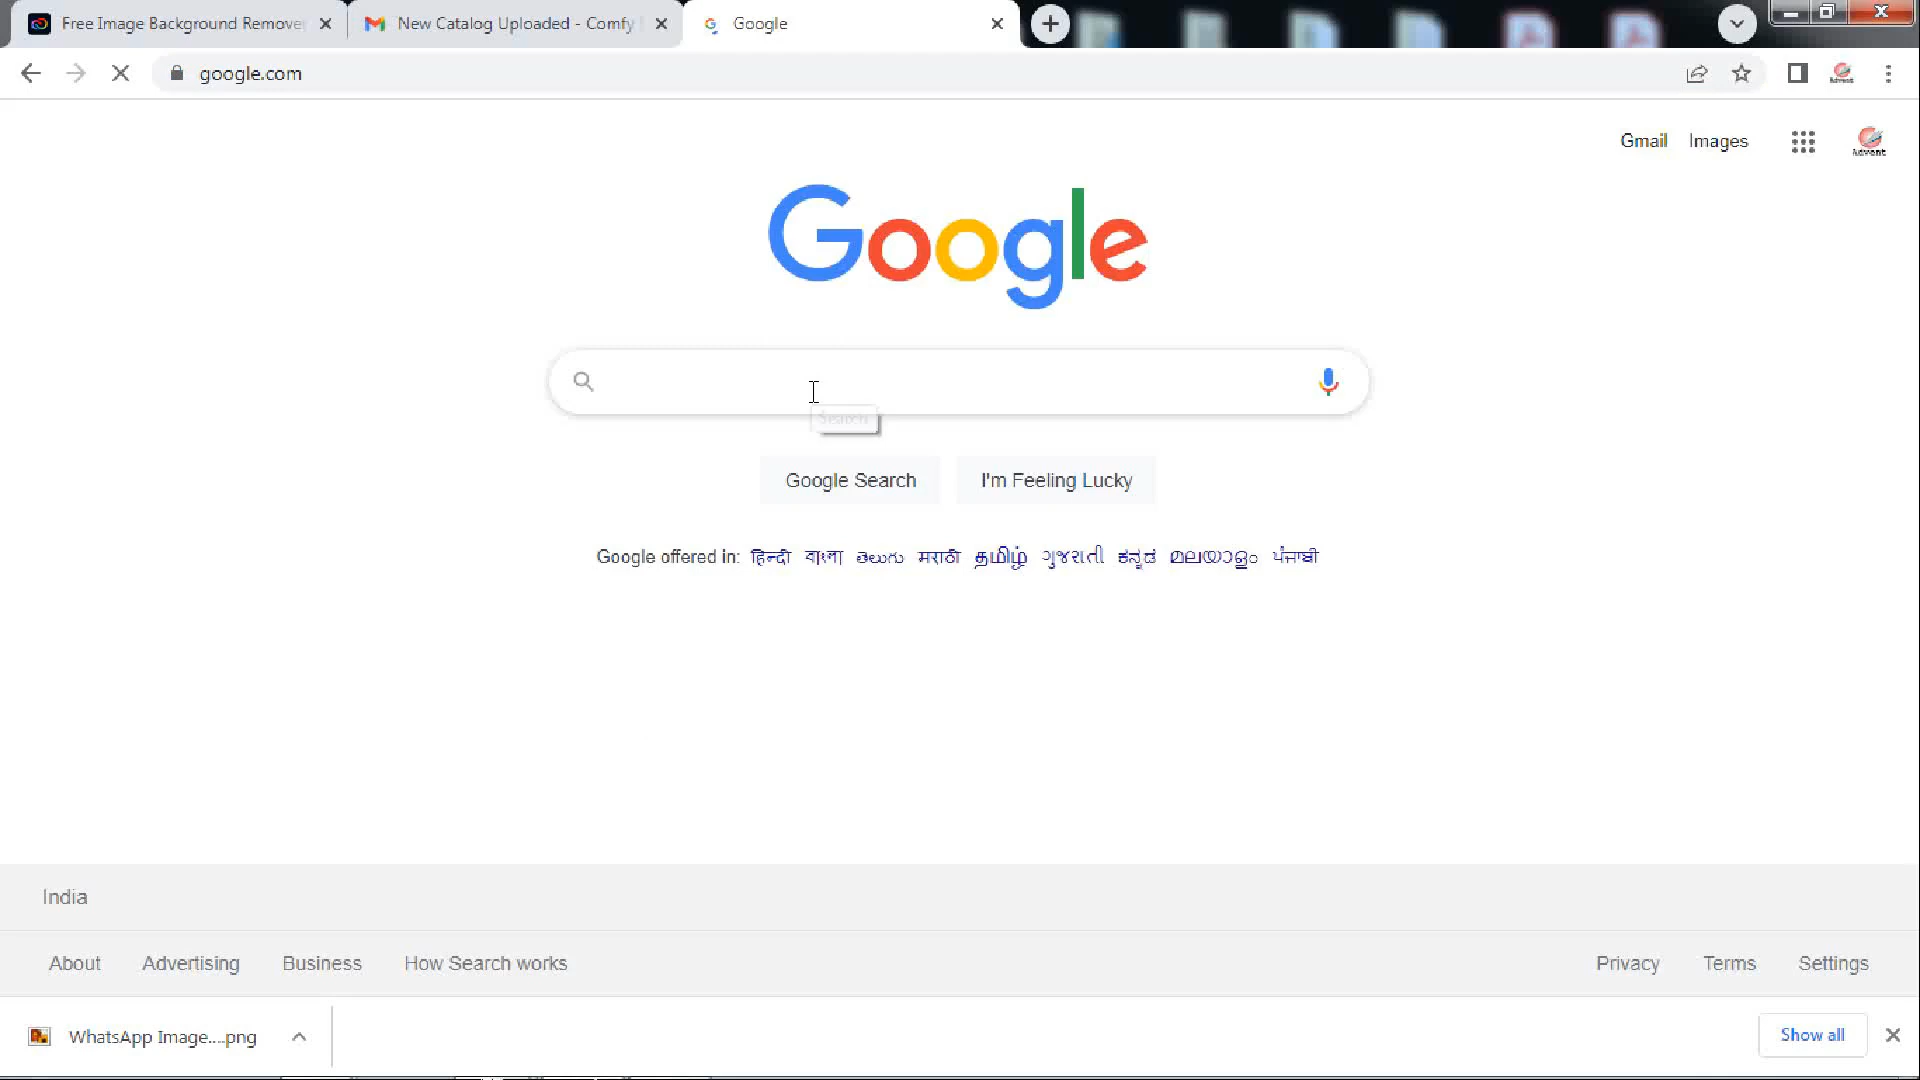 Free Image Background Remover
New Catalog Uploaded - Comfy
Google
google.com
Gmail Images
Advent
Google
Search
Google Search I'm Feeling Lucky
Google offered in: हिन्दी বাংলা తెలుగు मराठी தமிழ் ગુજરાતી ಕನ್ನಡ മലയാളം ਪੰਜਾਬੀ
India
About Advertising Business How Search works Privacy Terms Settings
WhatsApp Image....png Show all